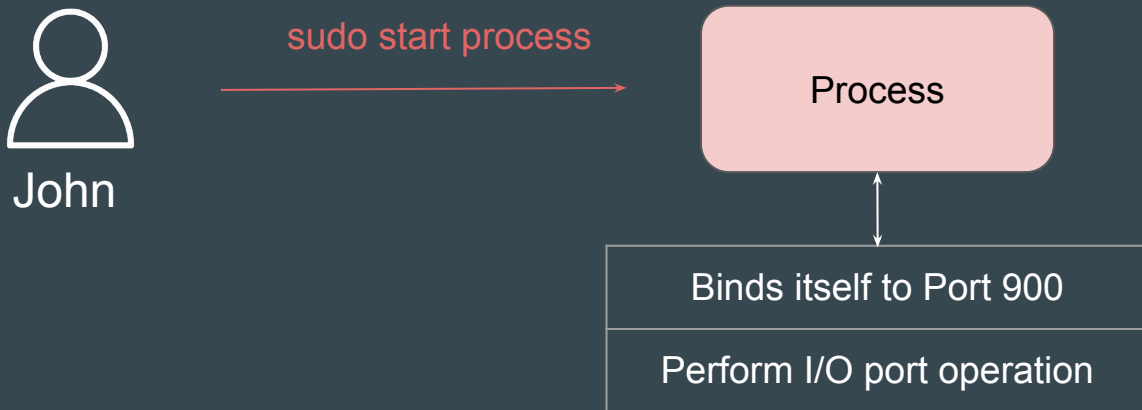 sudo start process
Process
John
Binds itself to Port 900
Perform I/O port operation